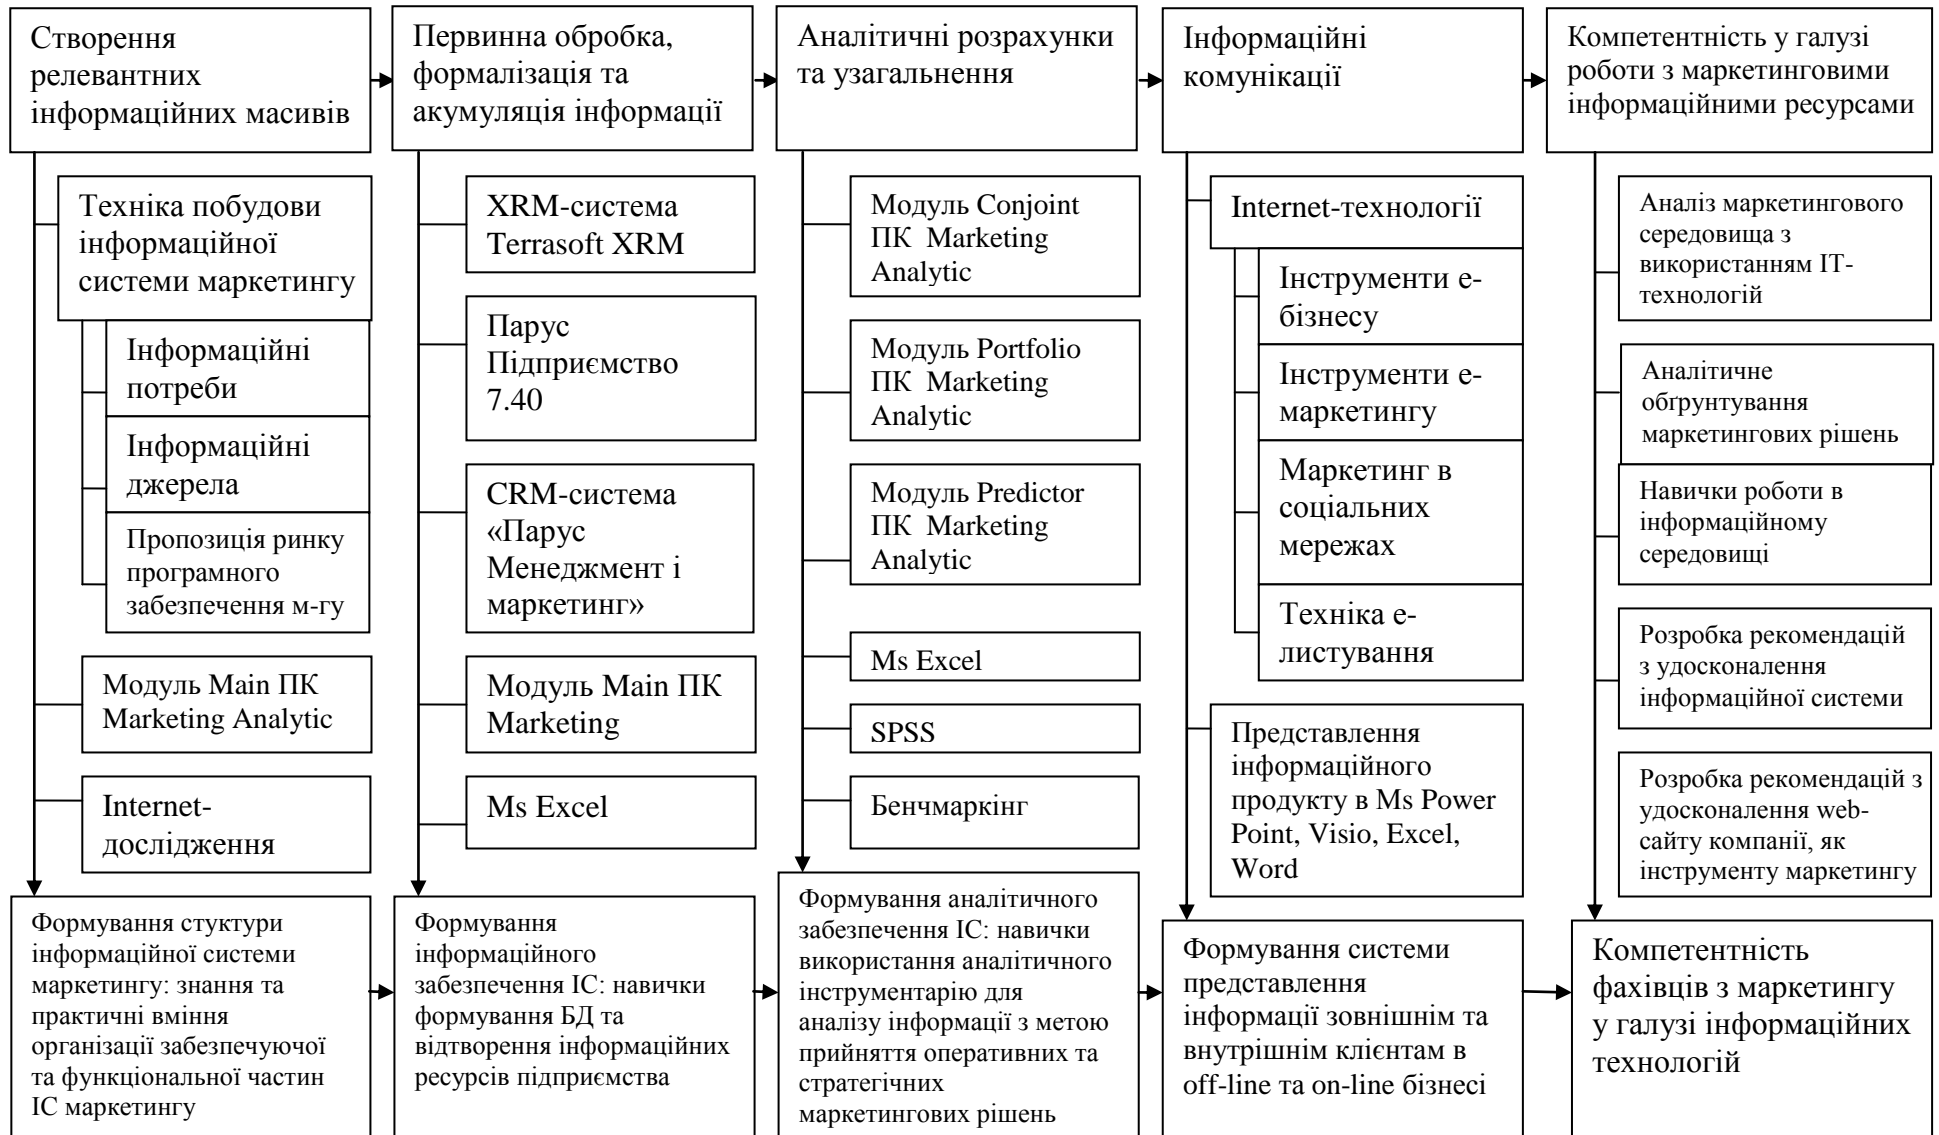 Створення
релевантних
інформаційних масивів
Техніка побудови
інформаційної
системи маркетингу
Інформаційні
потреби
Інформаційні
джерела
Пропозиція ринку
програмного
забезпечення м-гу
Модуль Main ПК
Marketing Analytic
Internet-
дослідження
Формування стуктури
інформаційної системи
маркетингу: знання та
практичні вміння
організації забезпечуючої
та функціональної частин
ІС маркетингу
Первинна обробка,
формалізація та
акумуляція інформації
XRM-система
Terrasoft XRM
Парус
Підприємство
7.40
CRM-система
«Парус
Менеджмент і
маркетинг»
Модуль Main ПК
Marketing
Ms Excel
Формування
інформаційного
забезпечення ІС: навички
формування БД та
відтворення інформаційних
ресурсів підприємства
Аналітичні розрахунки
та узагальнення
Модуль Conjoint
ПК Marketing
Analytic
Модуль Portfolio
ПК Marketing
Analytic
Модуль Predictor
ПК Marketing
Analytic
Ms Excel
SPSS
Бенчмаркінг
Формування аналітичного
забезпечення ІС: навички
використання аналітичного
інструментарію для
аналізу інформації з метою
прийняття оперативних та
стратегічних
маркетингових рішень
Інформаційні
комунікації
Internet-технології
Інструменти е-
бізнесу
Інструменти е-
маркетингу
Маркетинг в
соціальних
мережах
Техніка е-
листування
Представлення
інформаційного
продукту в Ms Power
Point, Visio, Excel,
Word
Формування системи
представлення
інформації зовнішнім та
внутрішнім клієнтам в
off-line та on-line бізнесі
Компетентність у галузі
роботи з маркетинговими
інформаційними ресурсами
Аналіз маркетингового
середовища з
використанням ІТ-
технологій
Аналітичне
обґрунтування
маркетингових рішень
Навички роботи в
інформаційному
середовищі
Розробка рекомендацій
з удосконалення
інформаційної системи
Розробка рекомендацій з
удосконалення web-
сайту компанії, як
інструменту маркетингу
Компетентність
фахівців з маркетингу
у галузі інформаційних
технологій